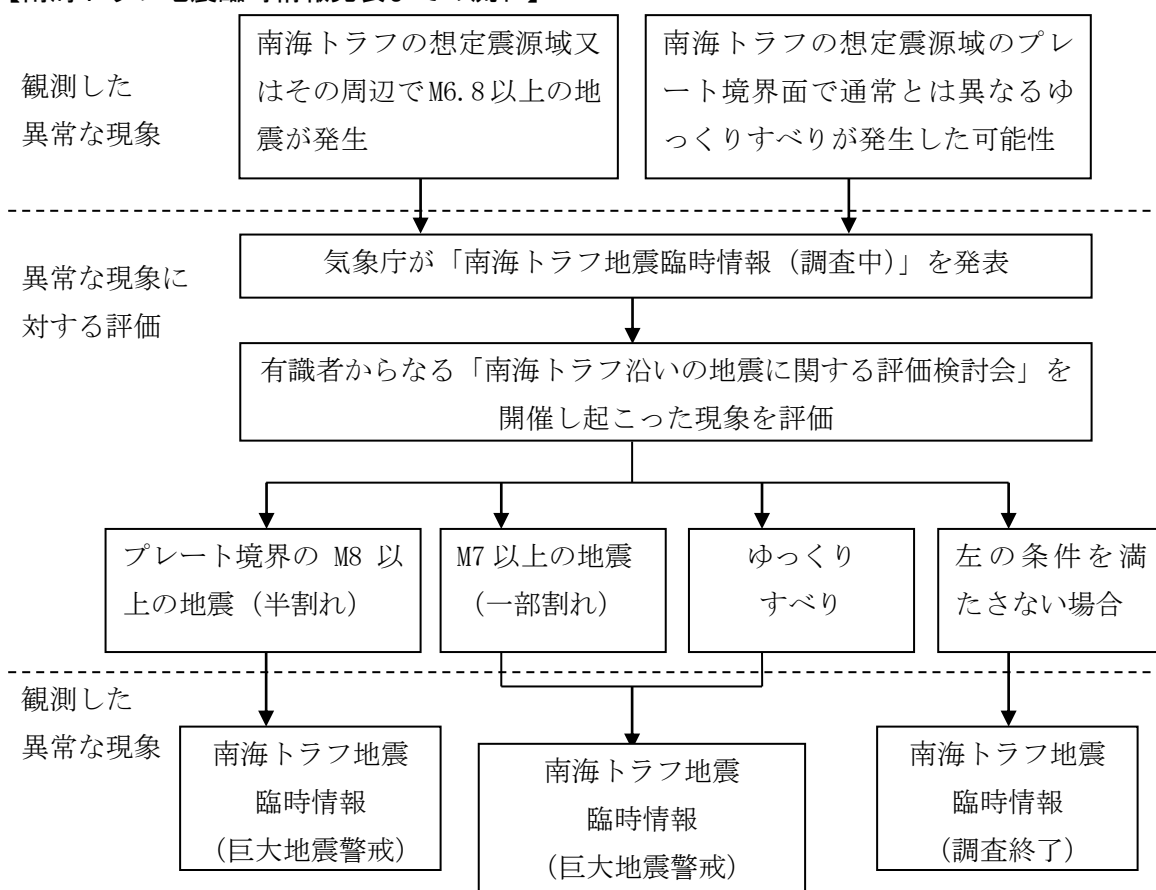 観測した
異常な現象
南海トラフの想定震源域又
はその周辺でM6.8以上の地
震が発生
南海トラフの想定震源域のプレ
ート境界面で通常とは異なるゆ
っくりすべりが発生した可能性
異常な現象に
対する評価
気象庁が「南海トラフ地震臨時情報（調査中）」を発表
有識者からなる「南海トラフ沿いの地震に関する評価検討会」を
開催し起こった現象を評価
プレート境界の M8 以
上の地震（半割れ）
M7以上の地震
（一部割れ）
ゆっくり
すべり
左の条件を満
たさない場合
観測した
異常な現象
南海トラフ地震
臨時情報
（巨大地震警戒）
南海トラフ地震
臨時情報
（巨大地震警戒）
南海トラフ地震
臨時情報
（調査終了）